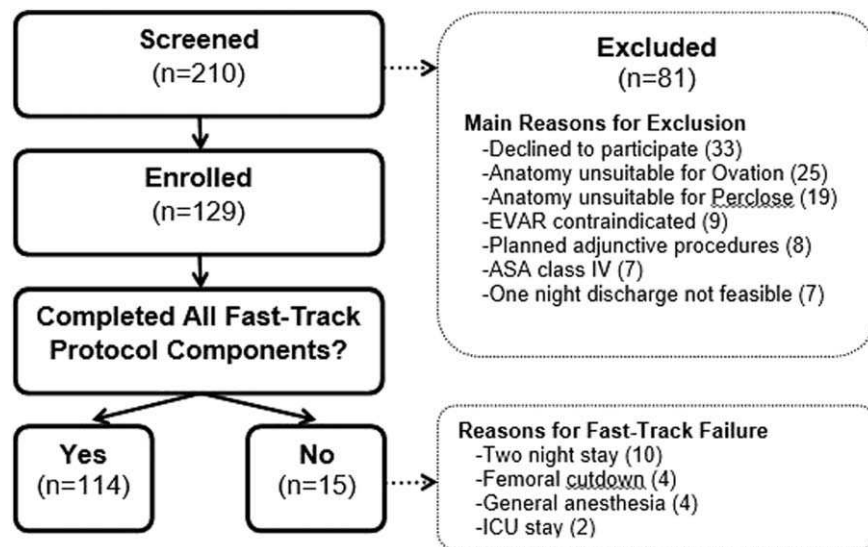 Screened
(n=210)
Excluded
(n=81)
Main Reasons for Exclusion
-Declined to participate (33)
-Anatomy unsuitable for Ovation (25)
-Anatomy unsuitable for Perclose (19)
-EVAR contraindicated (9)
-Planned adjunctive procedures (8)
-ASA class IV (7)
-One night discharge not feasible (7)
Enrolled
(n=129)
Completed All Fast-Track
Protocol Components?
Yes
(n=114)
No
(n=15)
Reasons for Fast-Track Failure
-Two night stay (10)
-Femoral cutdown (4)
-General anesthesia (4)
-ICU stay (2)